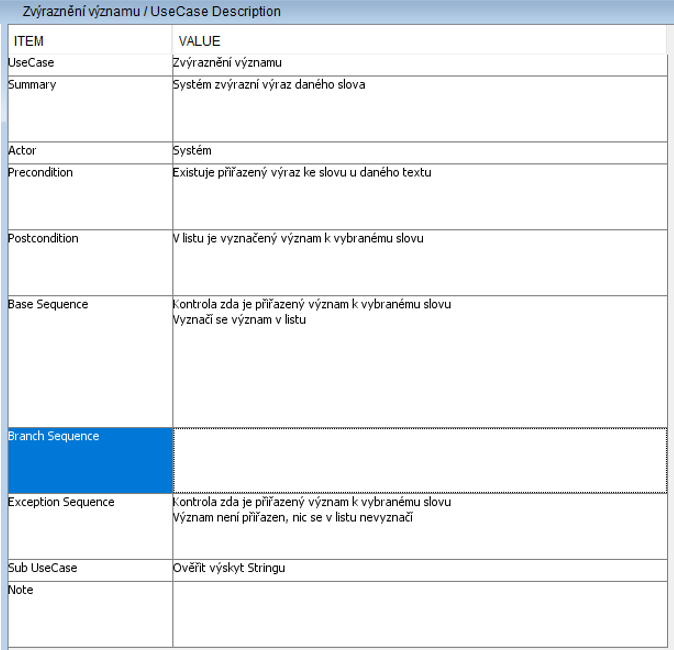 Zvýraznění významu / UseCase Description
ITEM VALUE
UseCase Zvýraznění významu
Summary Systém zvýrazní výraz daného slova
Actor Systém
Precondition Existuje přiřazený výraz ke slovu u daného textu
Postcondition V listu je vyznačený význam k vybranému slovu
Base Sequence Kontrola zda je přiřazený význam k vybranému slovu
Vyznačí se význam v listu
Branch Sequence
Exception Sequence Kontrola zda je přiřazený význam k vybranému slovu
Význam není přiřazen, nic se v listu nevyznačí
Sub UseCase Ověřit výskyt Stringu
Note